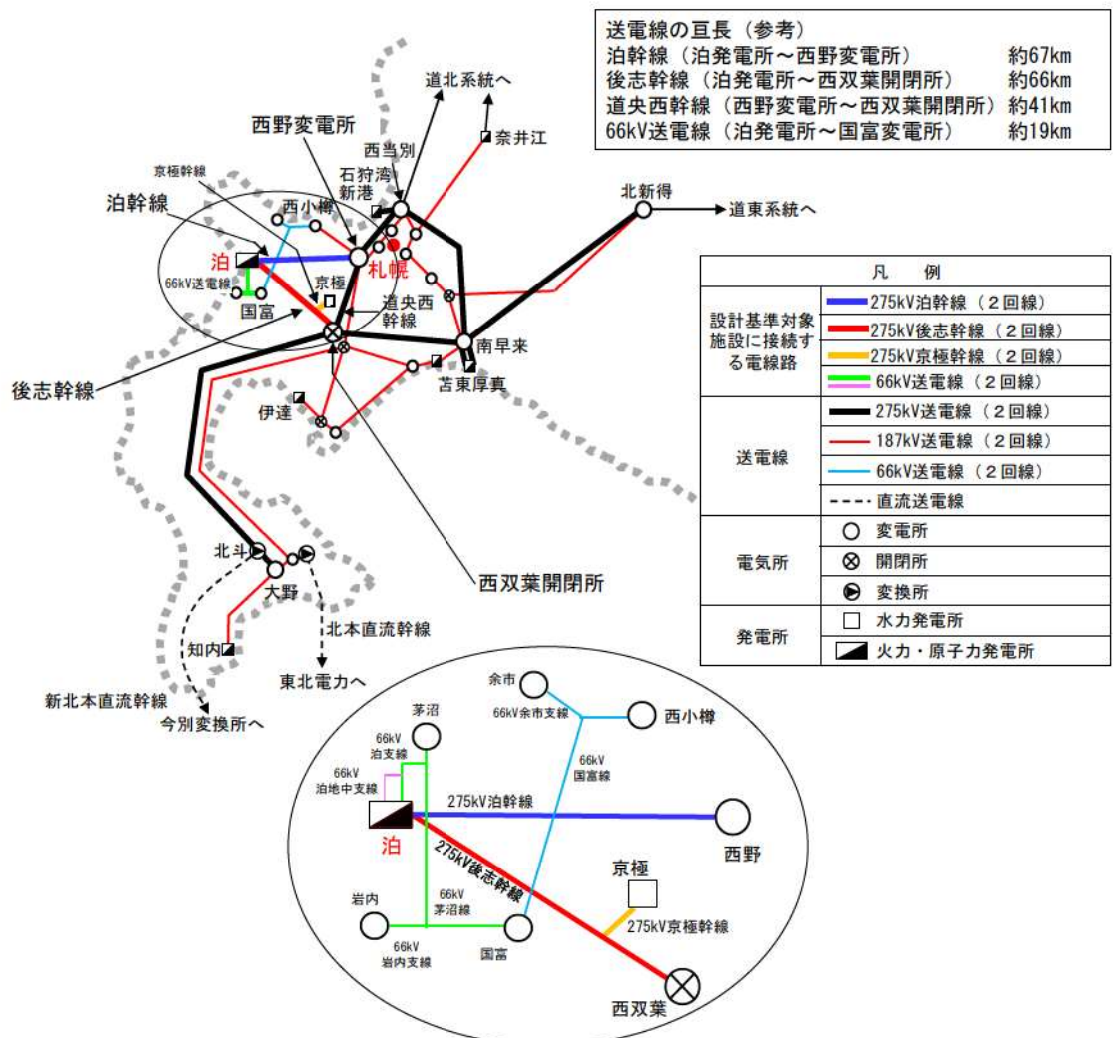 送電線の亘長（参考）
泊幹線（泊発電所～西野変電所） 約67km
後志幹線（泊発電所～西双葉開閉所） 約66km
道央西幹線（西野変電所～西双葉開閉所）約41km
66kV送電線（泊発電所～国富変電所） 約19km
道北系統へ
西野変電所
奈井江
西当別
京極幹線
石狩湾
新港
北新得
泊幹線
西小樽
道東系統へ
泊
札幌
66kV送電線
京極
国富
道央西
幹線
後志幹線
南早来
苫東厚真
伊達
北斗
大野
西双葉開閉所
知内
北本直流幹線
新北本直流幹線
東北電力へ
今別変換所へ
凡 例
設計基準対象
施設に接続す
る電線路
275kV泊幹線（２回線）
275kV後志幹線（２回線）
275kV京極幹線（２回線）
66kV送電線（２回線）
送電線
275kV送電線（２回線）
187kV送電線（２回線）
66kV送電線（２回線）
直流送電線
電気所
変電所
開閉所
変換所
発電所
水力発電所
火力・原子力発電所
余市
66kV余市支線
西小樽
茅沼
66kV
泊支線
66kV
国富線
66kV
泊地中支線
275kV泊幹線
泊
西野
275kV後志幹線
京極
岩内
66kV
茅沼線
275kV京極幹線
66kV
岩内支線
国富
西双葉